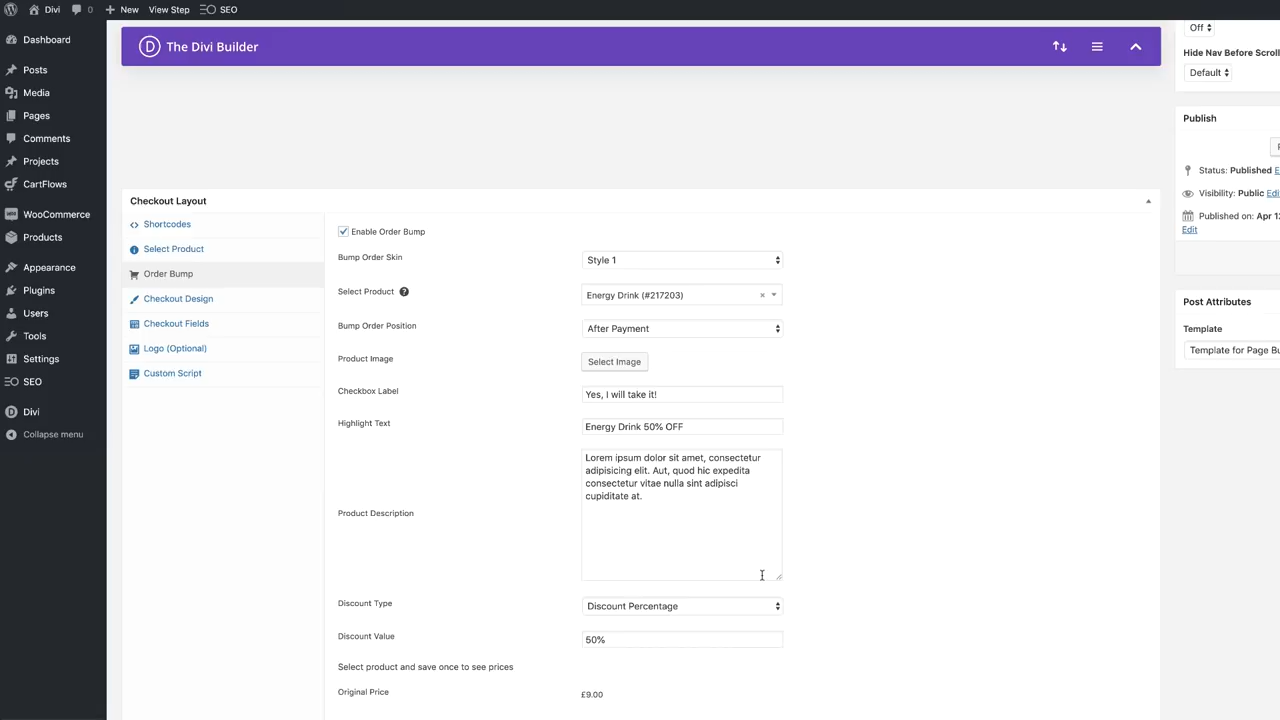 Divi 0 New View Step SEO
Dashboard
Posts
Media
Pages
Comments
Projects
CartFlows
WooCommerce
Products
Appearance
Plugins
Users
Tools
Settings
SEO
Divi
Collapse menu
D The Divi Builder
Checkout Layout
Shortcodes
Select Product
Order Bump
Checkout Design
Checkout Fields
Logo (Optional)
Custom Script
Enable Order Bump
Bump Order Skin Style 1
Select Product ? Energy Drink (#217203) ×
Bump Order Position After Payment
Product Image Select Image
Checkbox Label Yes, I will take it!
Highlight Text Energy Drink 50% OFF
Lorem ipsum dolor sit amet, consectetur
adipisicing elit. Aut, quod hic expedita
consectetur vitae nulla sint adipisci
cupiditate at.
Product Description
Discount Type Discount Percentage
Discount Value 50%
Select product and save once to see prices
Original Price £9.00
Off
Hide Nav Before Scroll
Default
Publish
Status: Published E
Visibility: Public Edi
Published on: Apr 1
Edit
Post Attributes
Template
Template for Page Bu